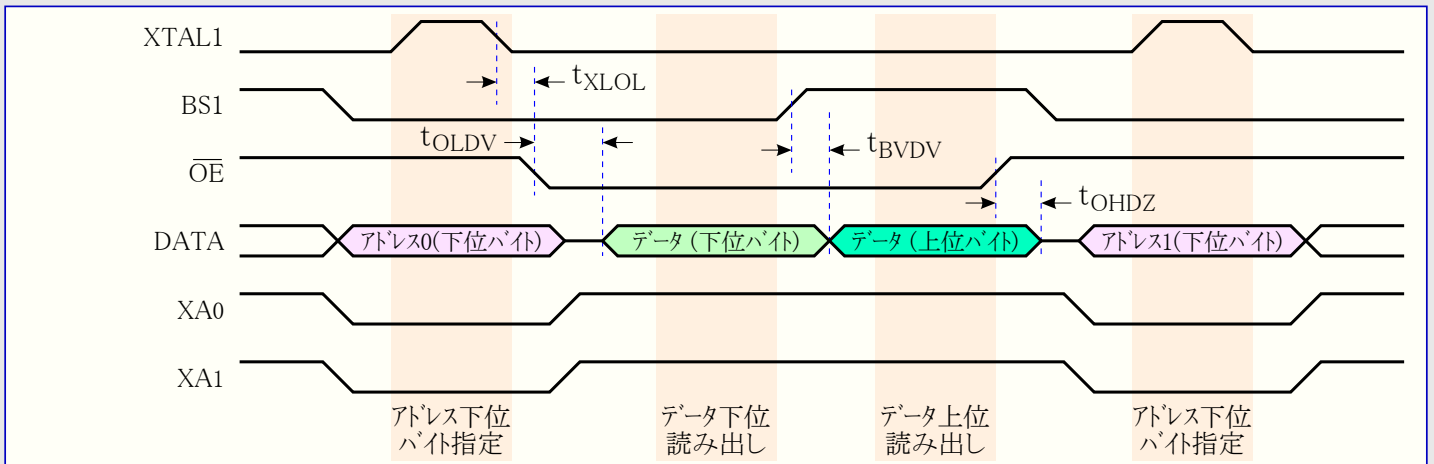 XTAL1
tXLOL
BS1
tOLDV
tBVDV
OE
tOHDZ
DATA
アドレス0(下位バイト)
データ (下位バイト)
データ (上位バイト)
アドレス1(下位バイト)
XA0
XA1
アドレス下位
バイト指定
データ下位
読み出し
データ上位
読み出し
アドレス下位
バイト指定